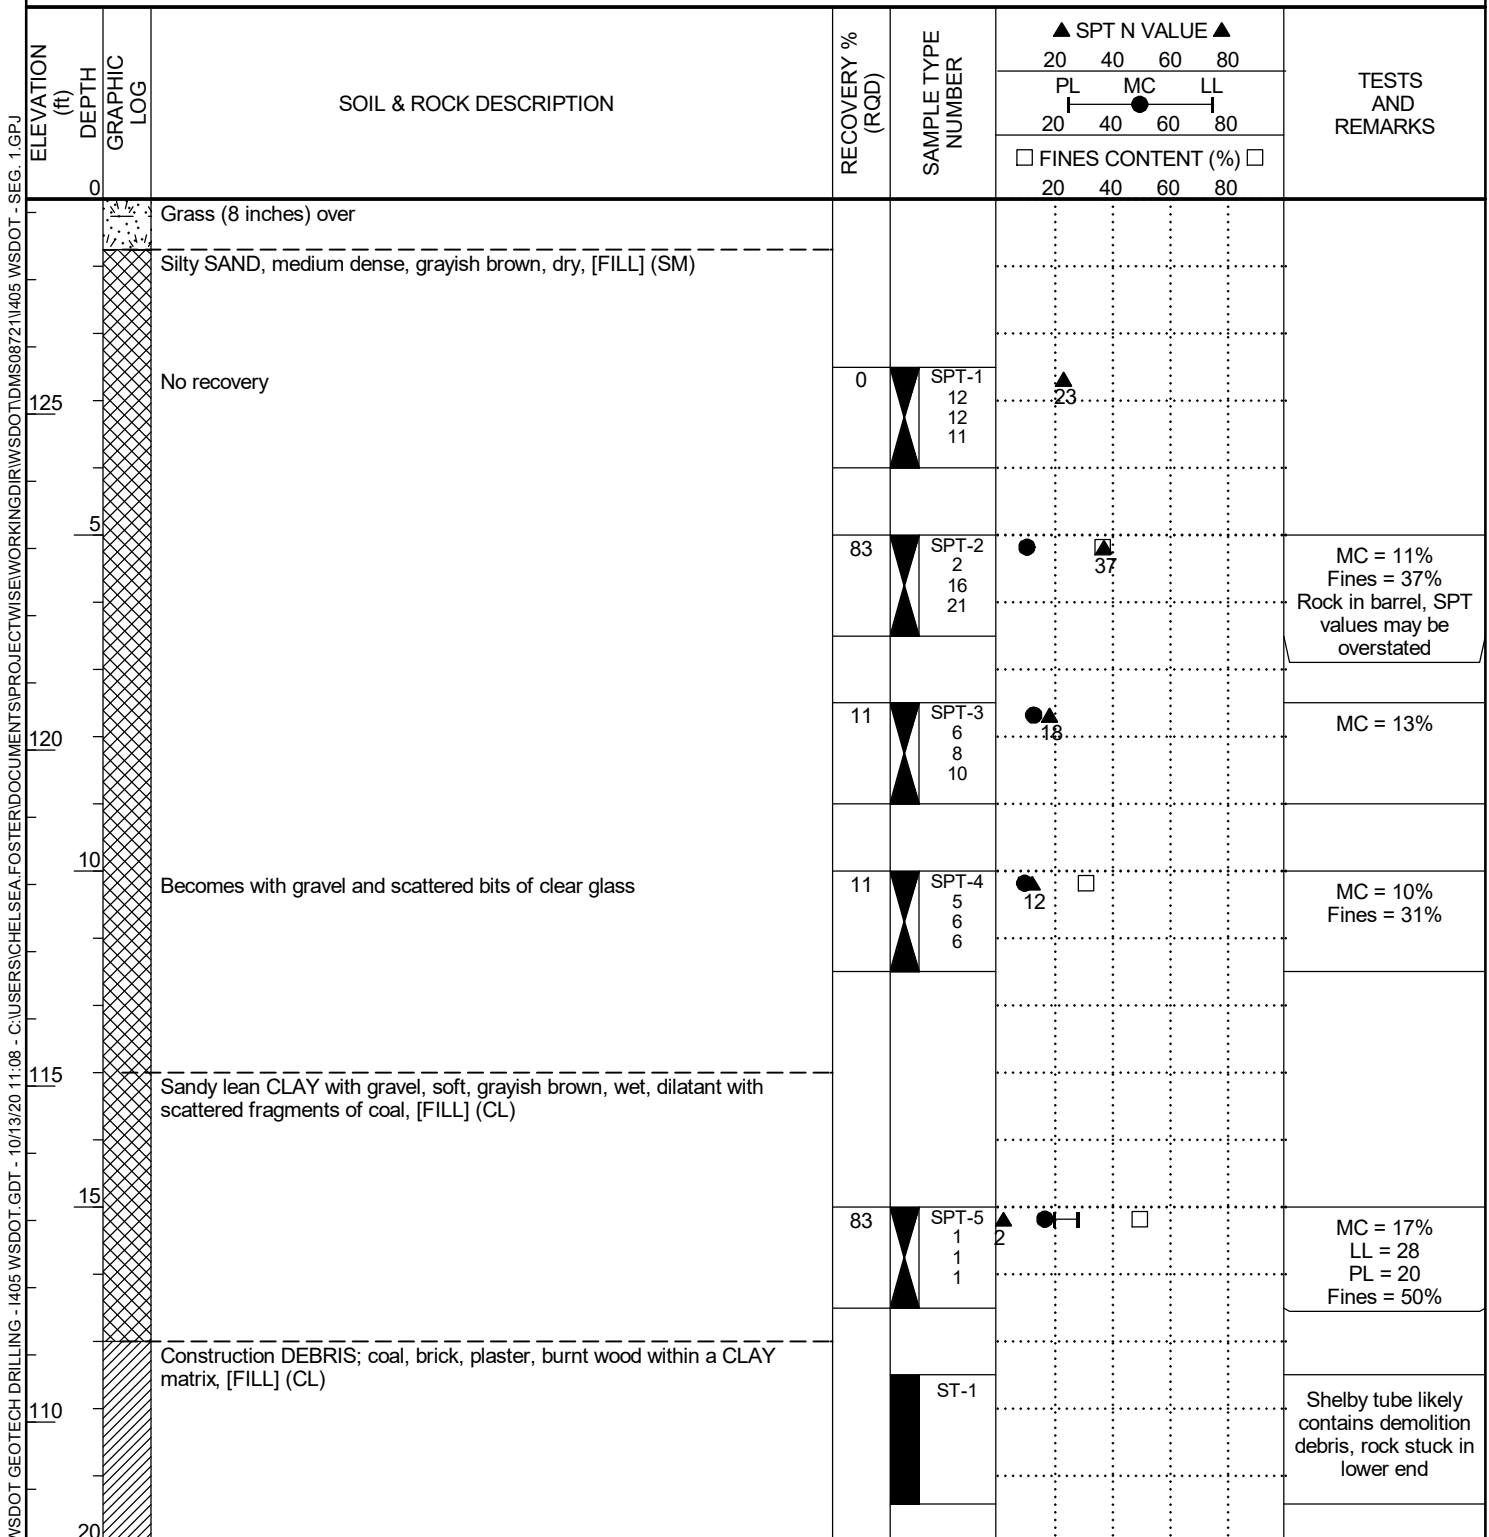 ELEVATION
(ft)
DEPTH
GRAPHIC
LOG
SOIL & ROCK DESCRIPTION
RECOVERY %
(RQD)
SAMPLE TYPE
NUMBER
▲ SPT N VALUE ▲
20 40 60 80
PL MC LL
20 40 60 80
□ FINES CONTENT (%) □
20 40 60 80
TESTS
AND
REMARKS
0
Grass (8 inches) over
Silty SAND, medium dense, grayish brown, dry, [FILL] (SM)
No recovery
0
SPT-1
12
12
11
23
125
5
83
SPT-2
2
16
21
37
MC = 11%
Fines = 37%
Rock in barrel, SPT
values may be
overstated
11
SPT-3
6
8
10
18
MC = 13%
120
10
Becomes with gravel and scattered bits of clear glass
11
SPT-4
5
6
6
12
MC = 10%
Fines = 31%
115
Sandy lean CLAY with gravel, soft, grayish brown, wet, dilatant with
scattered fragments of coal, [FILL] (CL)
15
83
SPT-5
1
1
1
2
MC = 17%
LL = 28
PL = 20
Fines = 50%
Construction DEBRIS; coal, brick, plaster, burnt wood within a CLAY
matrix, [FILL] (CL)
ST-1
Shelby tube likely
contains demolition
debris, rock stuck in
lower end
110
20
WSDOT GEOTECH DRILLING - I405 WSDOT.GDT - 10/13/20 11:08 - C:\USERS\CHELSEA.FOSTER\DOCUMENTS\PROJECTWISE\WORKINGDIR\WSDOT\DMS08721\I405 WSDOT - SEG. 1.GPJ